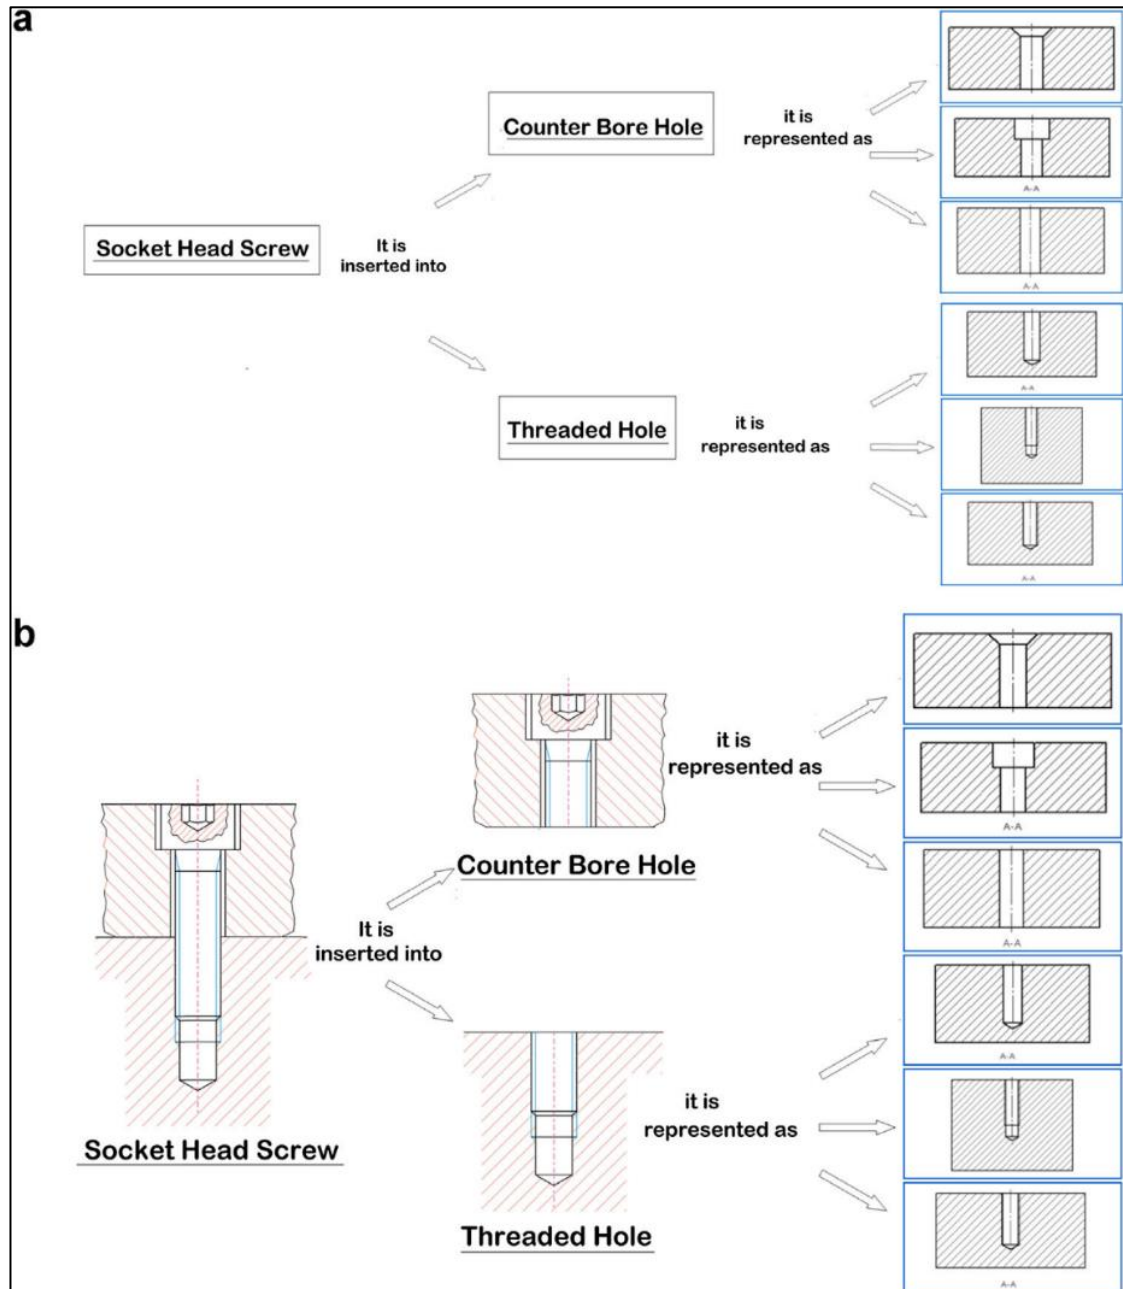 a
Counter Bore Hole
it is
represented as
A-A
A-A
Socket Head Screw
It is
inserted into
A-A
Threaded Hole
it is
represented as
A-A
b
it is
represented as
A-A
Counter Bore Hole
A-A
It is
inserted into
A-A
it is
represented as
Socket Head Screw
Threaded Hole
A-A